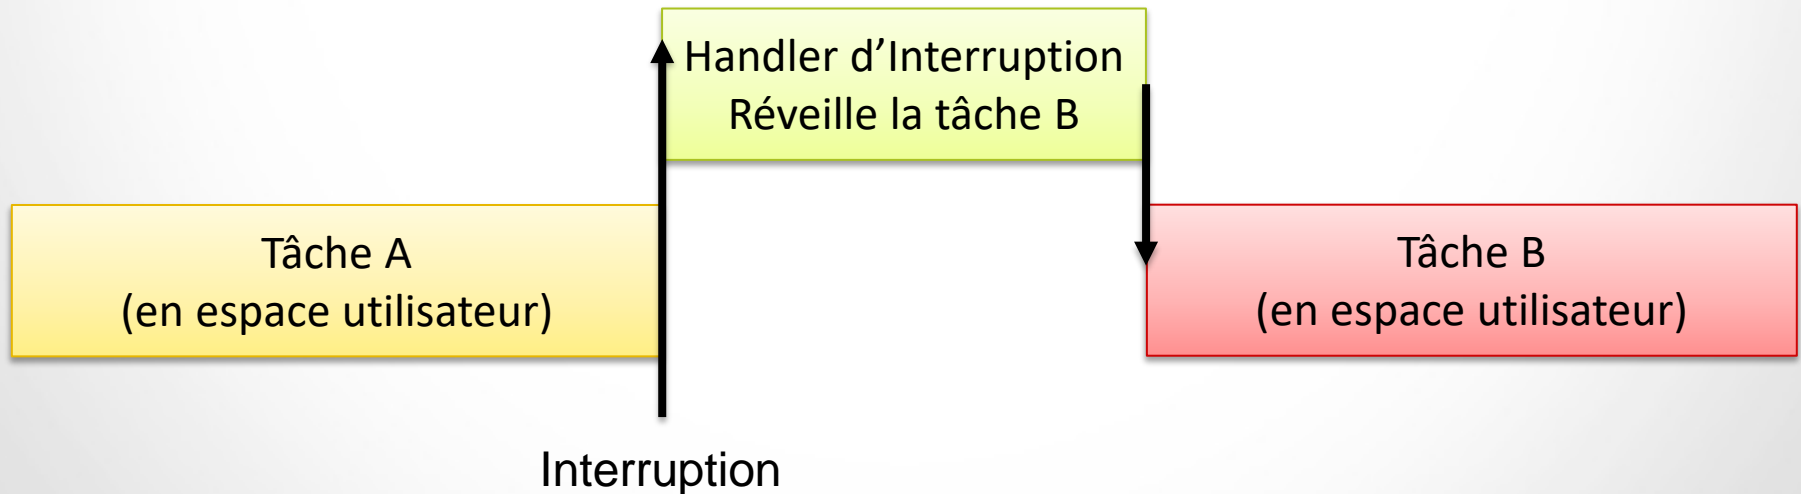 Handler d’Interruption
Réveille la tâche B
Tâche A
(en espace utilisateur)
Tâche B
(en espace utilisateur)
Interruption